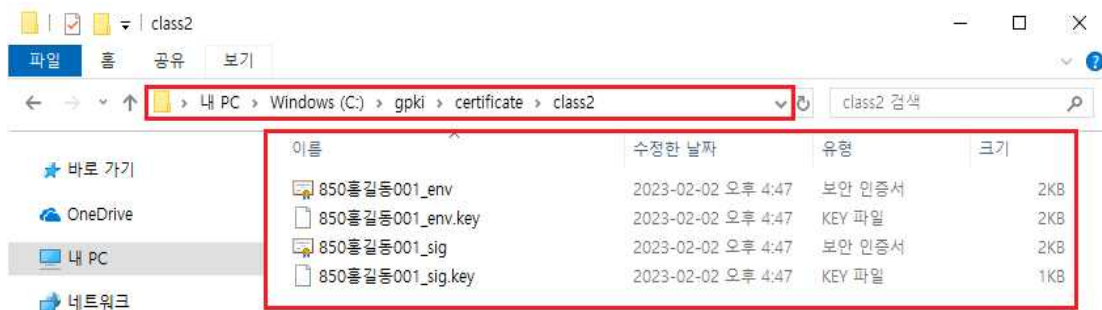 class2
파일 홈 공유 보기
내 PC > Windows (C:) > gpki > certificate > class2 class2 검색
이름 수정한 날짜 유형 크기
바로 가기
OneDrive
내 PC
네트워크
850홍길동001_env 2023-02-02 오후 4:47 보안 인증서 2KB
850홍길동001_env.key 2023-02-02 오후 4:47 KEY 파일 2KB
850홍길동001_sig 2023-02-02 오후 4:47 보안 인증서 2KB
850홍길동001_sig.key 2023-02-02 오후 4:47 KEY 파일 1KB